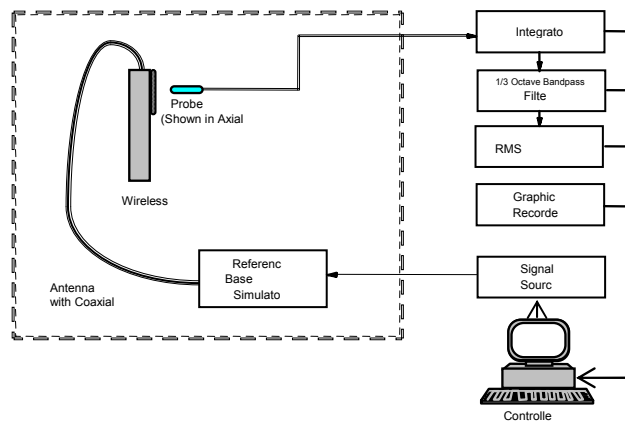 Integrato
1/3 Octave Bandpass
Filte
RMS
Graphic
Recorde
Probe
(Shown in Axial
Wireless
Antenna
with Coaxial
Referenc
Base
Simulato
Signal
Sourc
Controlle